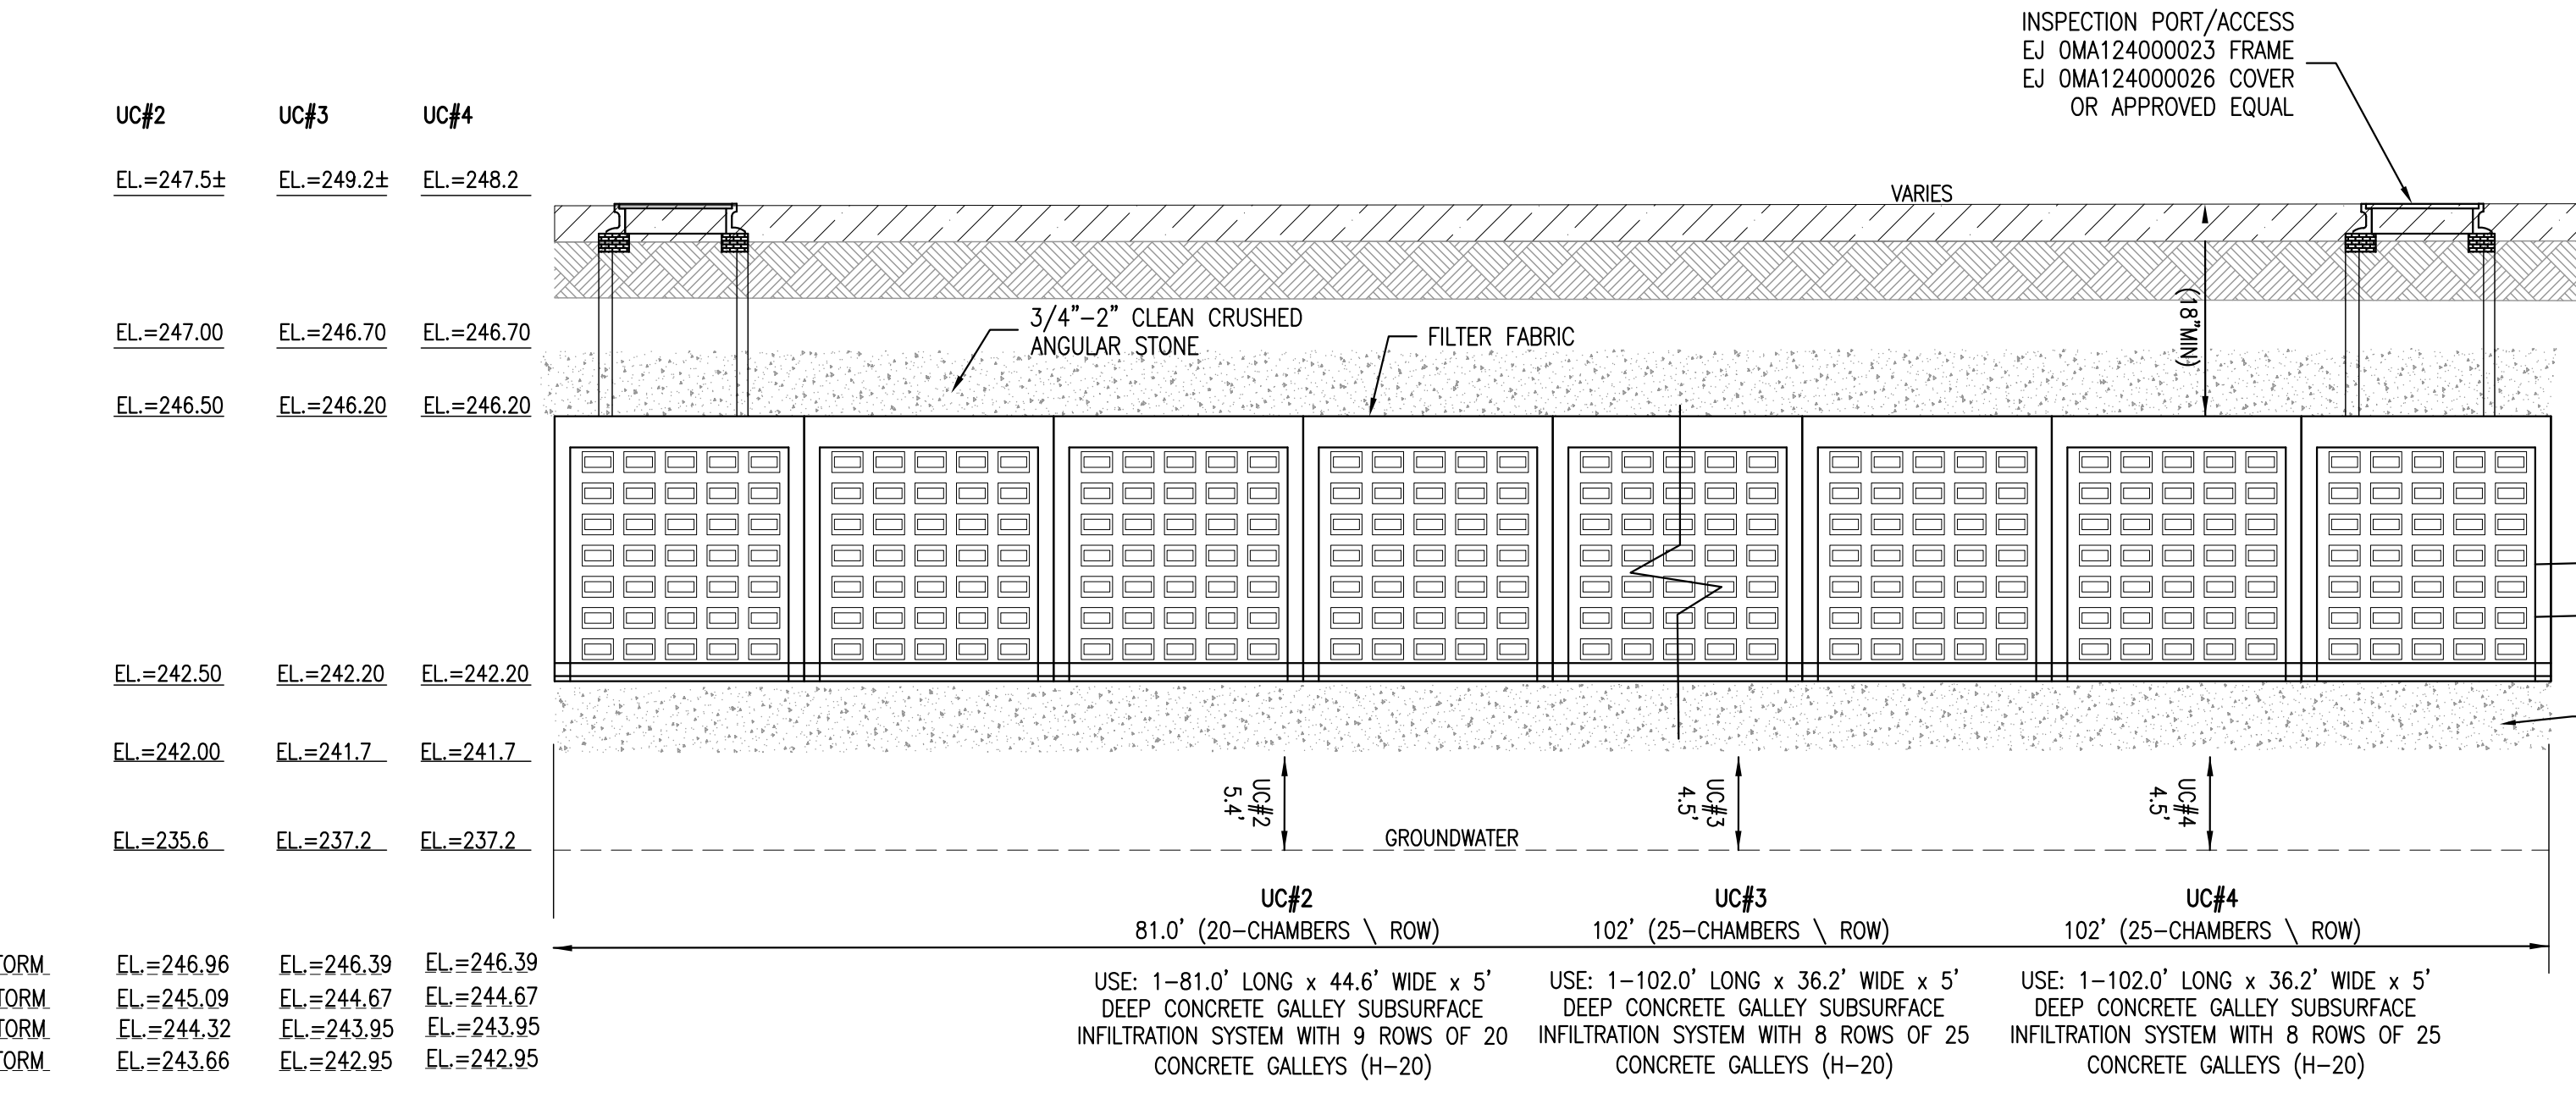 INSPECTION PORT/ACCESS
EJ 0MA124000023 FRAME
EJ 0MA124000026 COVER
OR APPROVED EQUAL
UC#2 UC#3 UC#4
EL.=247.5± EL.=249.2± EL.=248.2
VARIES
(18"MIN)
3/4"-2" CLEAN CRUSHED
ANGULAR STONE
FILTER FABRIC
EL.=247.00 EL.=246.70 EL.=246.70
EL.=246.50 EL.=246.20 EL.=246.20
EL.=242.50 EL.=242.20 EL.=242.20
EL.=242.00 EL.=241.7 EL.=241.7
UC#2
5.4'
UC#3
4.5'
UC#4
4.5'
EL.=235.6 EL.=237.2 EL.=237.2
GROUNDWATER
UC#2
81.0' (20-CHAMBERS \ ROW)
USE: 1-81.0' LONG x 44.6' WIDE x 5'
DEEP CONCRETE GALLEY SUBSURFACE
INFILTRATION SYSTEM WITH 9 ROWS OF 20
CONCRETE GALLEYS (H-20)
UC#3
102' (25-CHAMBERS \ ROW)
USE: 1-102.0' LONG x 36.2' WIDE x 5'
DEEP CONCRETE GALLEY SUBSURFACE
INFILTRATION SYSTEM WITH 8 ROWS OF 25
CONCRETE GALLEYS (H-20)
UC#4
102' (25-CHAMBERS \ ROW)
USE: 1-102.0' LONG x 36.2' WIDE x 5'
DEEP CONCRETE GALLEY SUBSURFACE
INFILTRATION SYSTEM WITH 8 ROWS OF 25
CONCRETE GALLEYS (H-20)
EL.=246.96 EL.=246.39 EL.=246.39
EL.=245.09 EL.=244.67 EL.=244.67
EL.=244.32 EL.=243.95 EL.=243.95
EL.=243.66 EL.=242.95 EL.=242.95